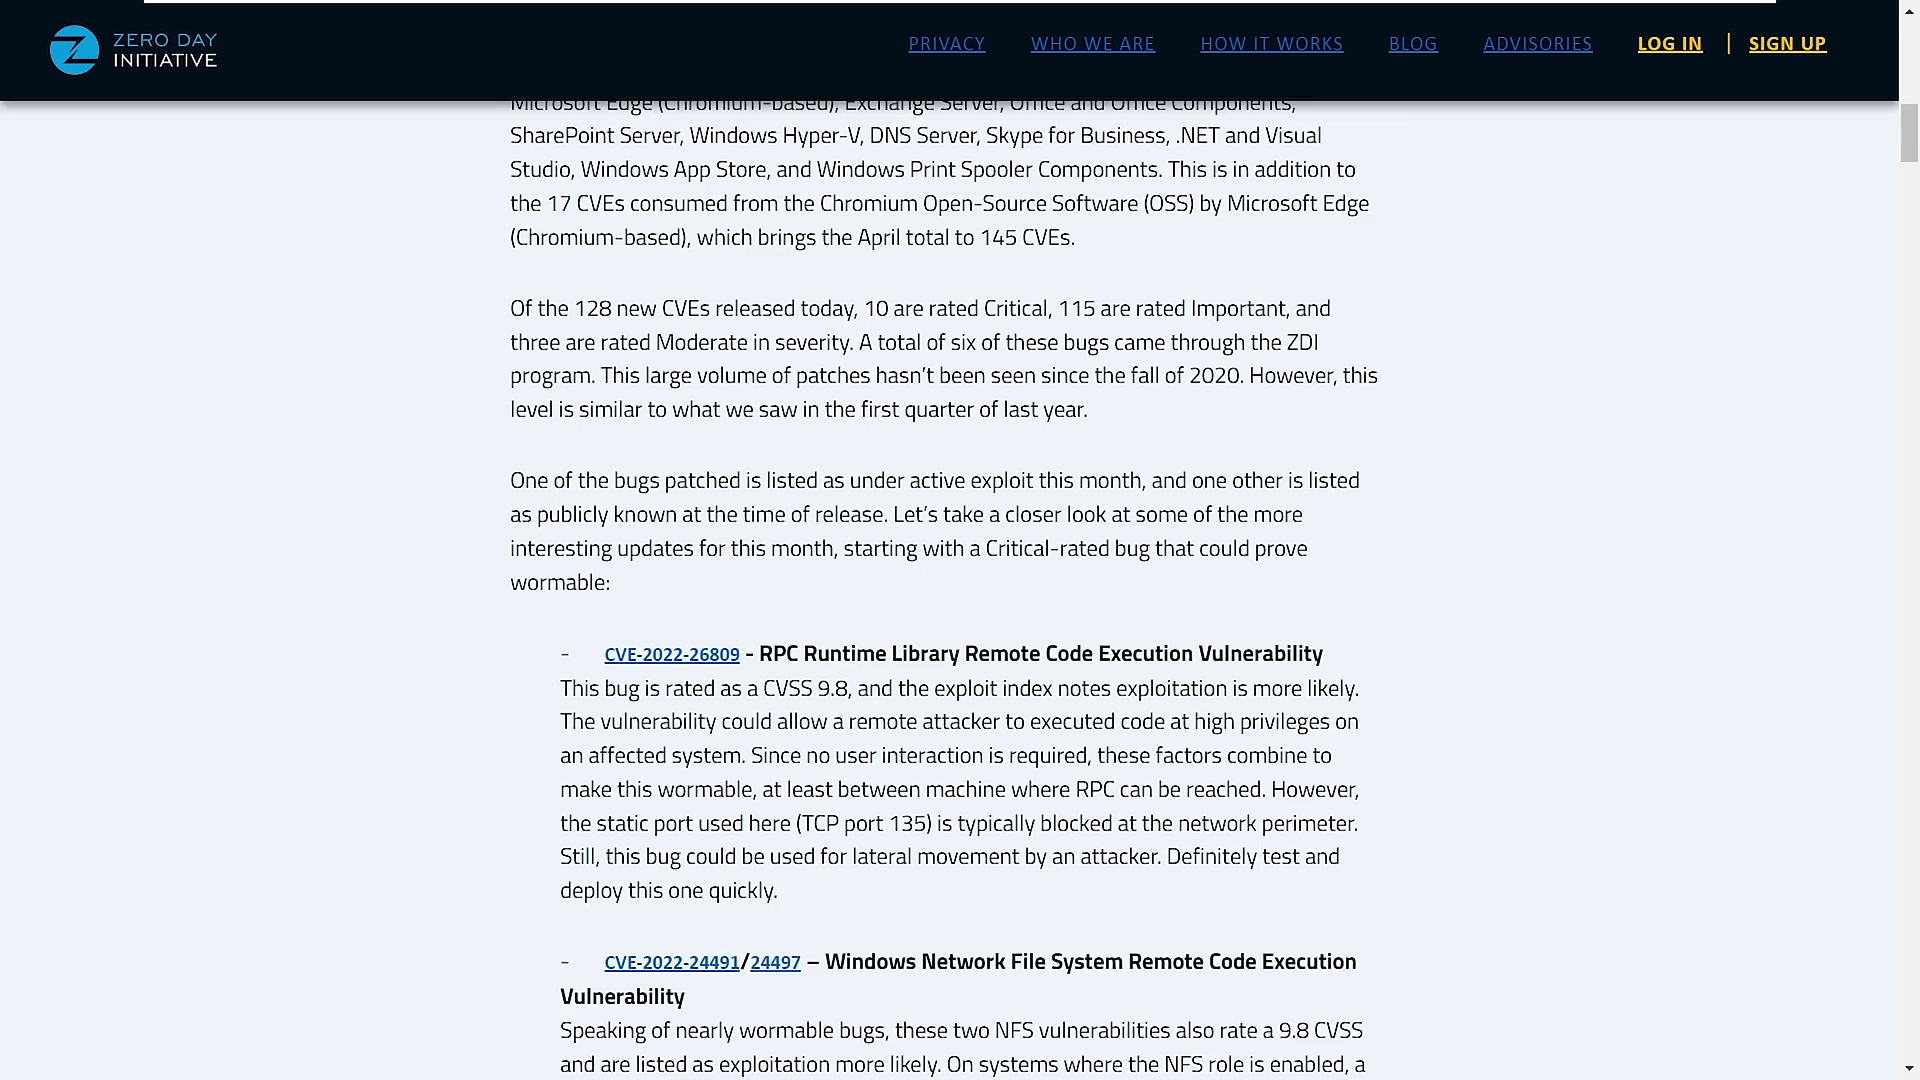 ZERO DAY
INITIATIVE
PRIVACY WHO WE ARE HOW IT WORKS BLOG ADVISORIES LOG IN | SIGN UP
Microsoft Edge (Chromium-based), Exchange Server, Office and Office Components,
SharePoint Server, Windows Hyper-V, DNS Server, Skype for Business, .NET and Visual
Studio, Windows App Store, and Windows Print Spooler Components. This is in addition to
the 17 CVEs consumed from the Chromium Open-Source Software (OSS) by Microsoft Edge
(Chromium-based), which brings the April total to 145 CVEs.
Of the 128 new CVEs released today, 10 are rated Critical, 115 are rated Important, and
three are rated Moderate in severity. A total of six of these bugs came through the ZDI
program. This large volume of patches hasn’t been seen since the fall of 2020. However, this
level is similar to what we saw in the first quarter of last year.
One of the bugs patched is listed as under active exploit this month, and one other is listed
as publicly known at the time of release. Let’s take a closer look at some of the more
interesting updates for this month, starting with a Critical-rated bug that could prove
wormable:
- CVE-2022-26809 - RPC Runtime Library Remote Code Execution Vulnerability
This bug is rated as a CVSS 9.8, and the exploit index notes exploitation is more likely.
The vulnerability could allow a remote attacker to executed code at high privileges on
an affected system. Since no user interaction is required, these factors combine to
make this wormable, at least between machine where RPC can be reached. However,
the static port used here (TCP port 135) is typically blocked at the network perimeter.
Still, this bug could be used for lateral movement by an attacker. Definitely test and
deploy this one quickly.
- CVE-2022-24491/24497 – Windows Network File System Remote Code Execution
Vulnerability
Speaking of nearly wormable bugs, these two NFS vulnerabilities also rate a 9.8 CVSS
and are listed as exploitation more likely. On systems where the NFS role is enabled, a